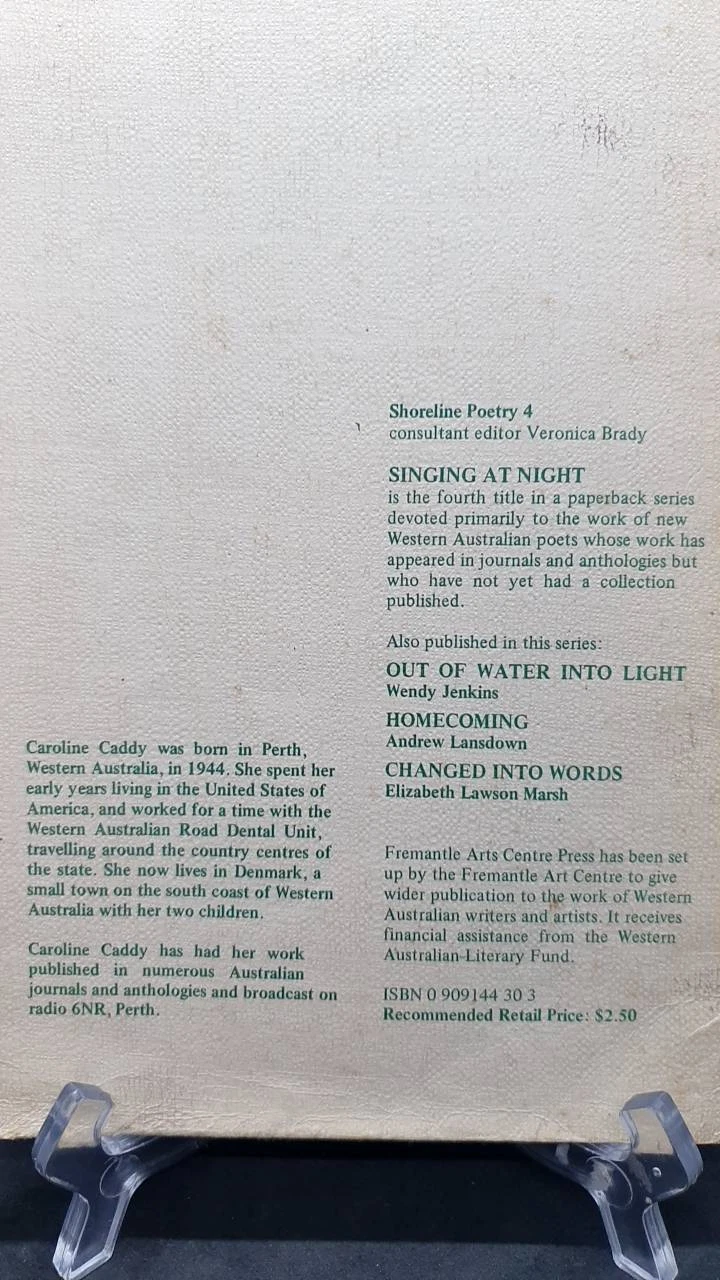 Shoreline Poetry 4
consultant editor Veronica Brady
SINGING AT NIGHT
is the fourth title in a paperback series
devoted primarily to the work of new
Western Australian poets whose work has
appeared in journals and anthologies but
who have not yet had a collection
published.
Also published in this series:
OUT OF WATER INTO LIGHT
Wendy Jenkins
HOMECOMING
Andrew Lansdown
CHANGED INTO WORDS
Elizabeth Lawson Marsh
Caroline Caddy was born in Perth,
Western Australia, in 1944. She spent her
early years living in the United States of
America, and worked for a time with the
Western Australian Road Dental Unit,
travelling around the country centres of
the state. She now lives in Denmark, a
small town on the south coast of Western
Australia with her two children.
Caroline Caddy has had her work
published in numerous Australian
journals and anthologies and broadcast on
radio 6NR, Perth.
Fremantle Arts Centre Press has been set
up by the Fremantle Art Centre to give
wider publication to the work of Western
Australian writers and artists. It receives
financial assistance from the Western
Australian Literary Fund.
ISBN 0 909144 30 3
Recommended Retail Price: $2.50